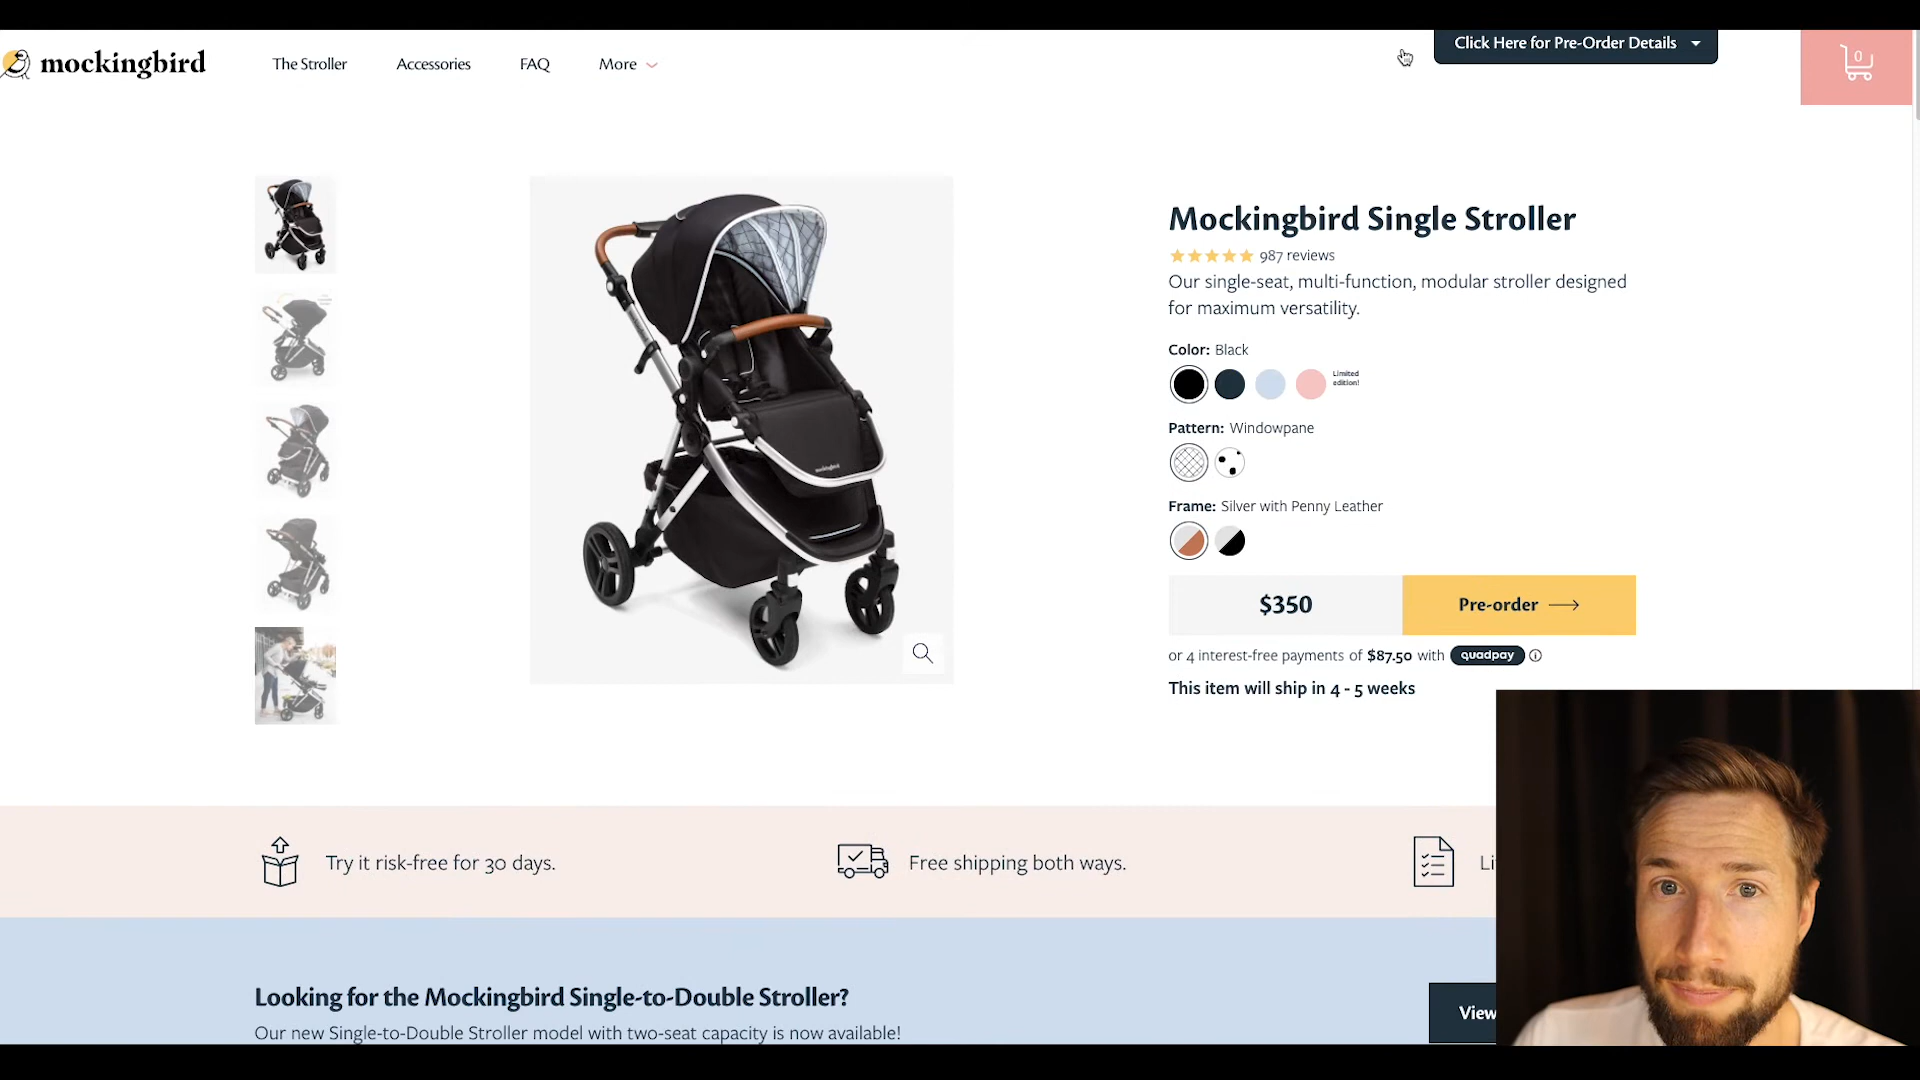 mockingbird
The Stroller
Accessories
FAQ
More
Click Here for Pre-Order Details
0
Mockingbird Single Stroller
987 reviews
Our single-seat, multi-function, modular stroller designed
for maximum versatility.
Color: Black
Limited
edition!
Pattern: Windowpane
Frame: Silver with Penny Leather
$350
Pre-order
or 4 interest-free payments of $87.50 with quadpay
This item will ship in 4 - 5 weeks
mockingbird
Try it risk-free for 30 days.
Free shipping both ways.
Li
Looking for the Mockingbird Single-to-Double Stroller?
Our new Single-to-Double Stroller model with two-seat capacity is now available!
View